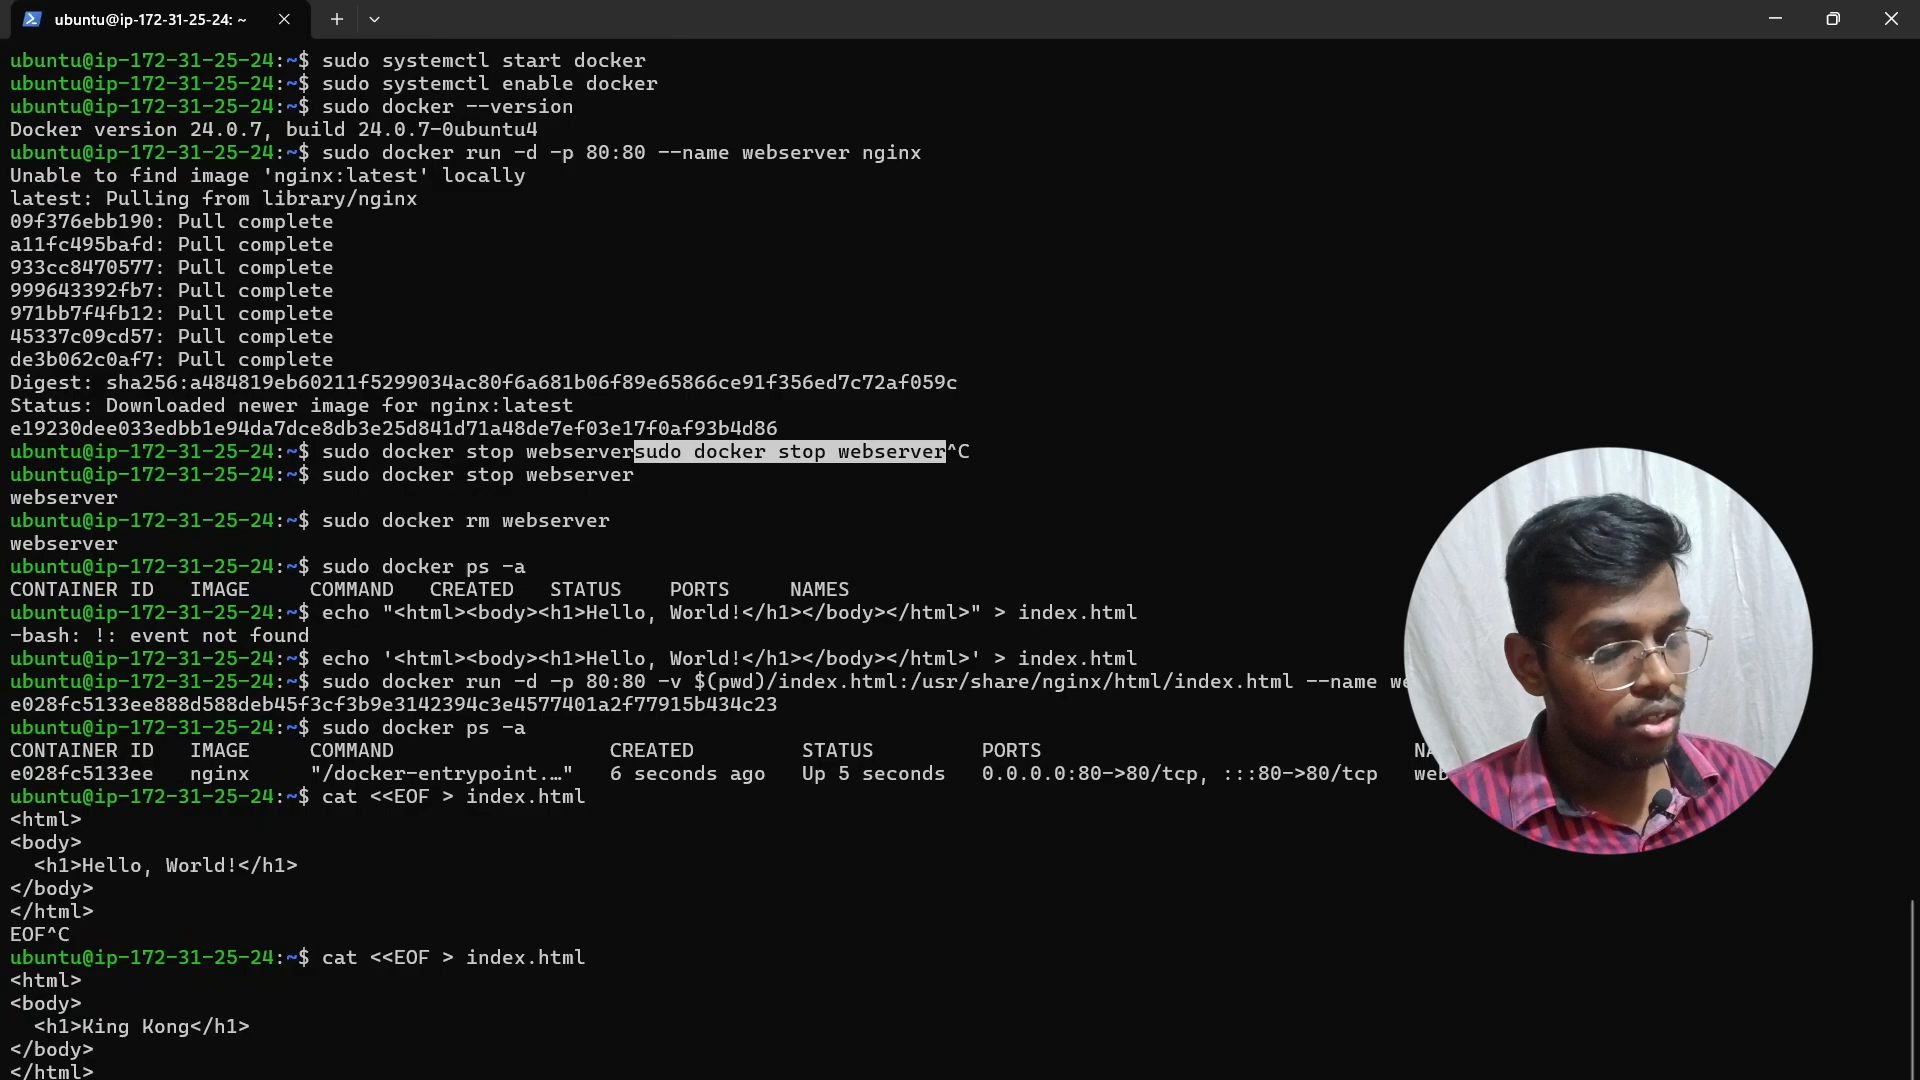 ubuntu@ip-172-31-25-24: ~
ubuntu@ip-172-31-25-24:~$ sudo systemctl start docker
ubuntu@ip-172-31-25-24:~$ sudo systemctl enable docker
ubuntu@ip-172-31-25-24:~$ sudo docker --version
Docker version 24.0.7, build 24.0.7-0ubuntu4
ubuntu@ip-172-31-25-24:~$ sudo docker run -d -p 80:80 --name webserver nginx
Unable to find image 'nginx:latest' locally
latest: Pulling from library/nginx
09f376ebb190: Pull complete
a11fc495bafd: Pull complete
933cc8470577: Pull complete
999643392fb7: Pull complete
971bb7f4fb12: Pull complete
45337c09cd57: Pull complete
de3b062c0af7: Pull complete
Digest: sha256:a484819eb60211f5299034ac80f6a681b06f89e65866ce91f356ed7c72af059c
Status: Downloaded newer image for nginx:latest
e19230dee033edbb1e94da7dce8db3e25d841d71a48de7ef03e17f0af93b4d86
ubuntu@ip-172-31-25-24:~$ sudo docker stop webserversudo docker stop webserver^C
ubuntu@ip-172-31-25-24:~$ sudo docker stop webserver
webserver
ubuntu@ip-172-31-25-24:~$ sudo docker rm webserver
webserver
ubuntu@ip-172-31-25-24:~$ sudo docker ps -a
CONTAINER ID   IMAGE     COMMAND   CREATED   STATUS    PORTS     NAMES
ubuntu@ip-172-31-25-24:~$ echo "<html><body><h1>Hello, World!</h1></body></html>" > index.html
-bash: !: event not found
ubuntu@ip-172-31-25-24:~$ echo '<html><body><h1>Hello, World!</h1></body></html>' > index.html
ubuntu@ip-172-31-25-24:~$ sudo docker run -d -p 80:80 -v $(pwd)/index.html:/usr/share/nginx/html/index.html --name
e028fc5133ee888d588deb45f3cf3b9e3142394c3e4577401a2f77915b434c23
ubuntu@ip-172-31-25-24:~$ sudo docker ps -a
CONTAINER ID   IMAGE     COMMAND                  CREATED         STATUS         PORTS
e028fc5133ee   nginx     "/docker-entrypoint.…"   6 seconds ago   Up 5 seconds   0.0.0.0:80->80/tcp, :::80->80/tcp
ubuntu@ip-172-31-25-24:~$ cat <<EOF > index.html
<html>
<body>
  <h1>Hello, World!</h1>
</body>
</html>
EOF^C
ubuntu@ip-172-31-25-24:~$ cat <<EOF > index.html
<html>
<body>
  <h1>King Kong</h1>
</body>
</html>